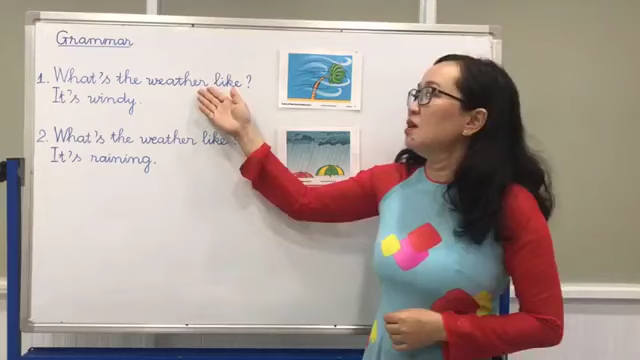 Grammar
1. What's the weather like?
It's windy.
2. What's the weather like?
It's raining.